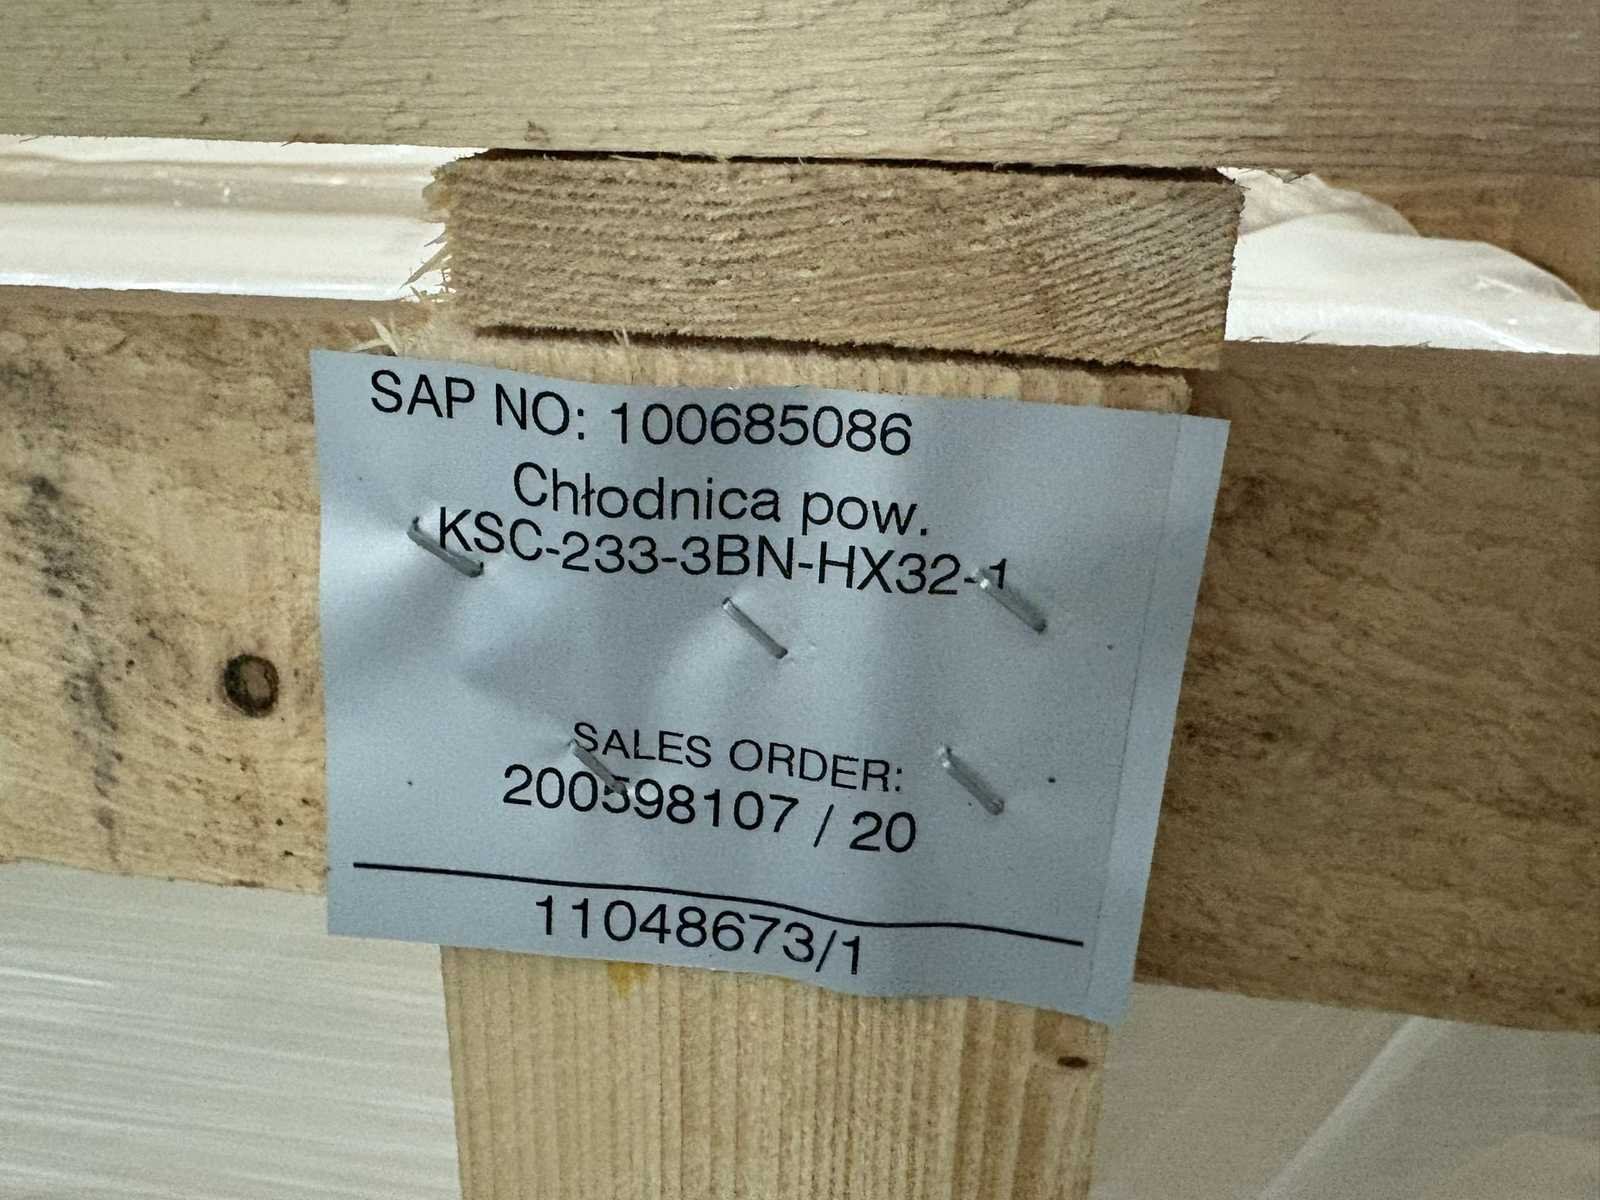 SAP NO: 100685086
Chłodnica pow.
KSC-233-3BN-HX32-1
SALES ORDER:
200598107 / 20
11048673/1